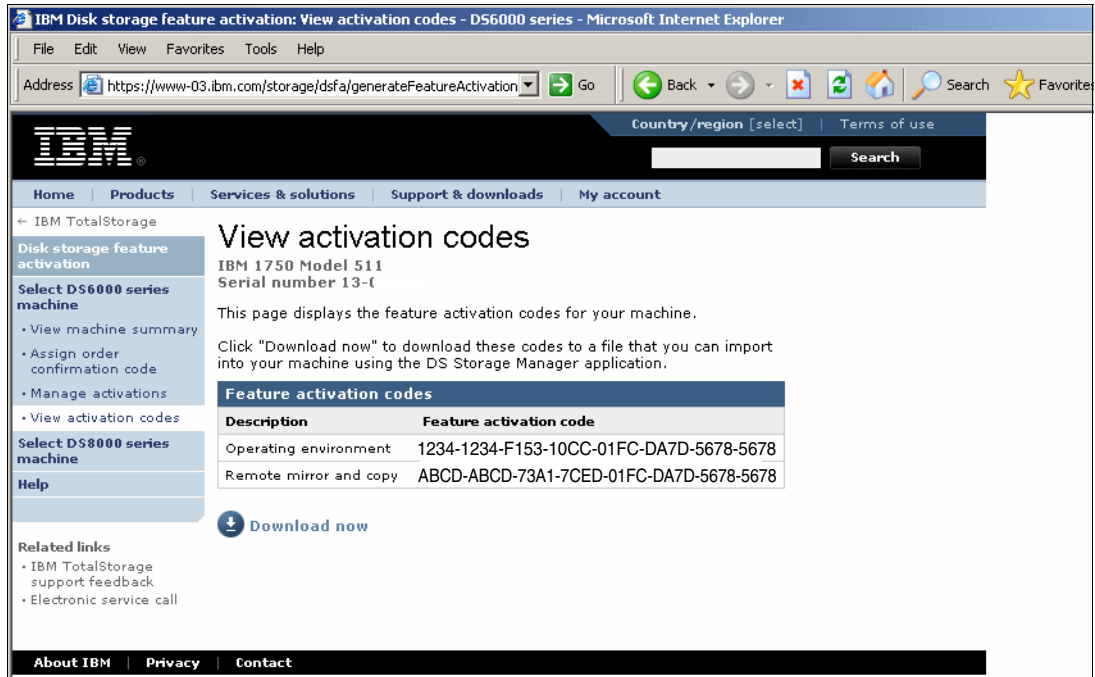 IBM Disk storage feature activation: View activation codes - DS6000 series - Microsoft Internet Explorer
File Edit View Favorites Tools Help
Address https://www-03.ibm.com/storage/dsfa/generateFeatureActivation Go Back Search Favorites
Country/region [select] | Terms of use
IBM®
Search
Home | Products | Services & solutions | Support & downloads | My account
← IBM TotalStorage
Disk storage feature
activation
Select DS6000 series
machine
• View machine summary
• Assign order
confirmation code
• Manage activations
• View activation codes
Select DS8000 series
machine
Help
Related links
• IBM TotalStorage
support feedback
• Electronic service call
View activation codes
IBM 1750 Model 511
Serial number 13-
This page displays the feature activation codes for your machine.
Click "Download now" to download these codes to a file that you can import
into your machine using the DS Storage Manager application.
Feature activation codes
Description Feature activation code
Operating environment 1234-1234-F153-10CC-01FC-DA7D-5678-5678
Remote mirror and copy ABCD-ABCD-73A1-7CED-01FC-DA7D-5678-5678
Download now
About IBM | Privacy | Contact